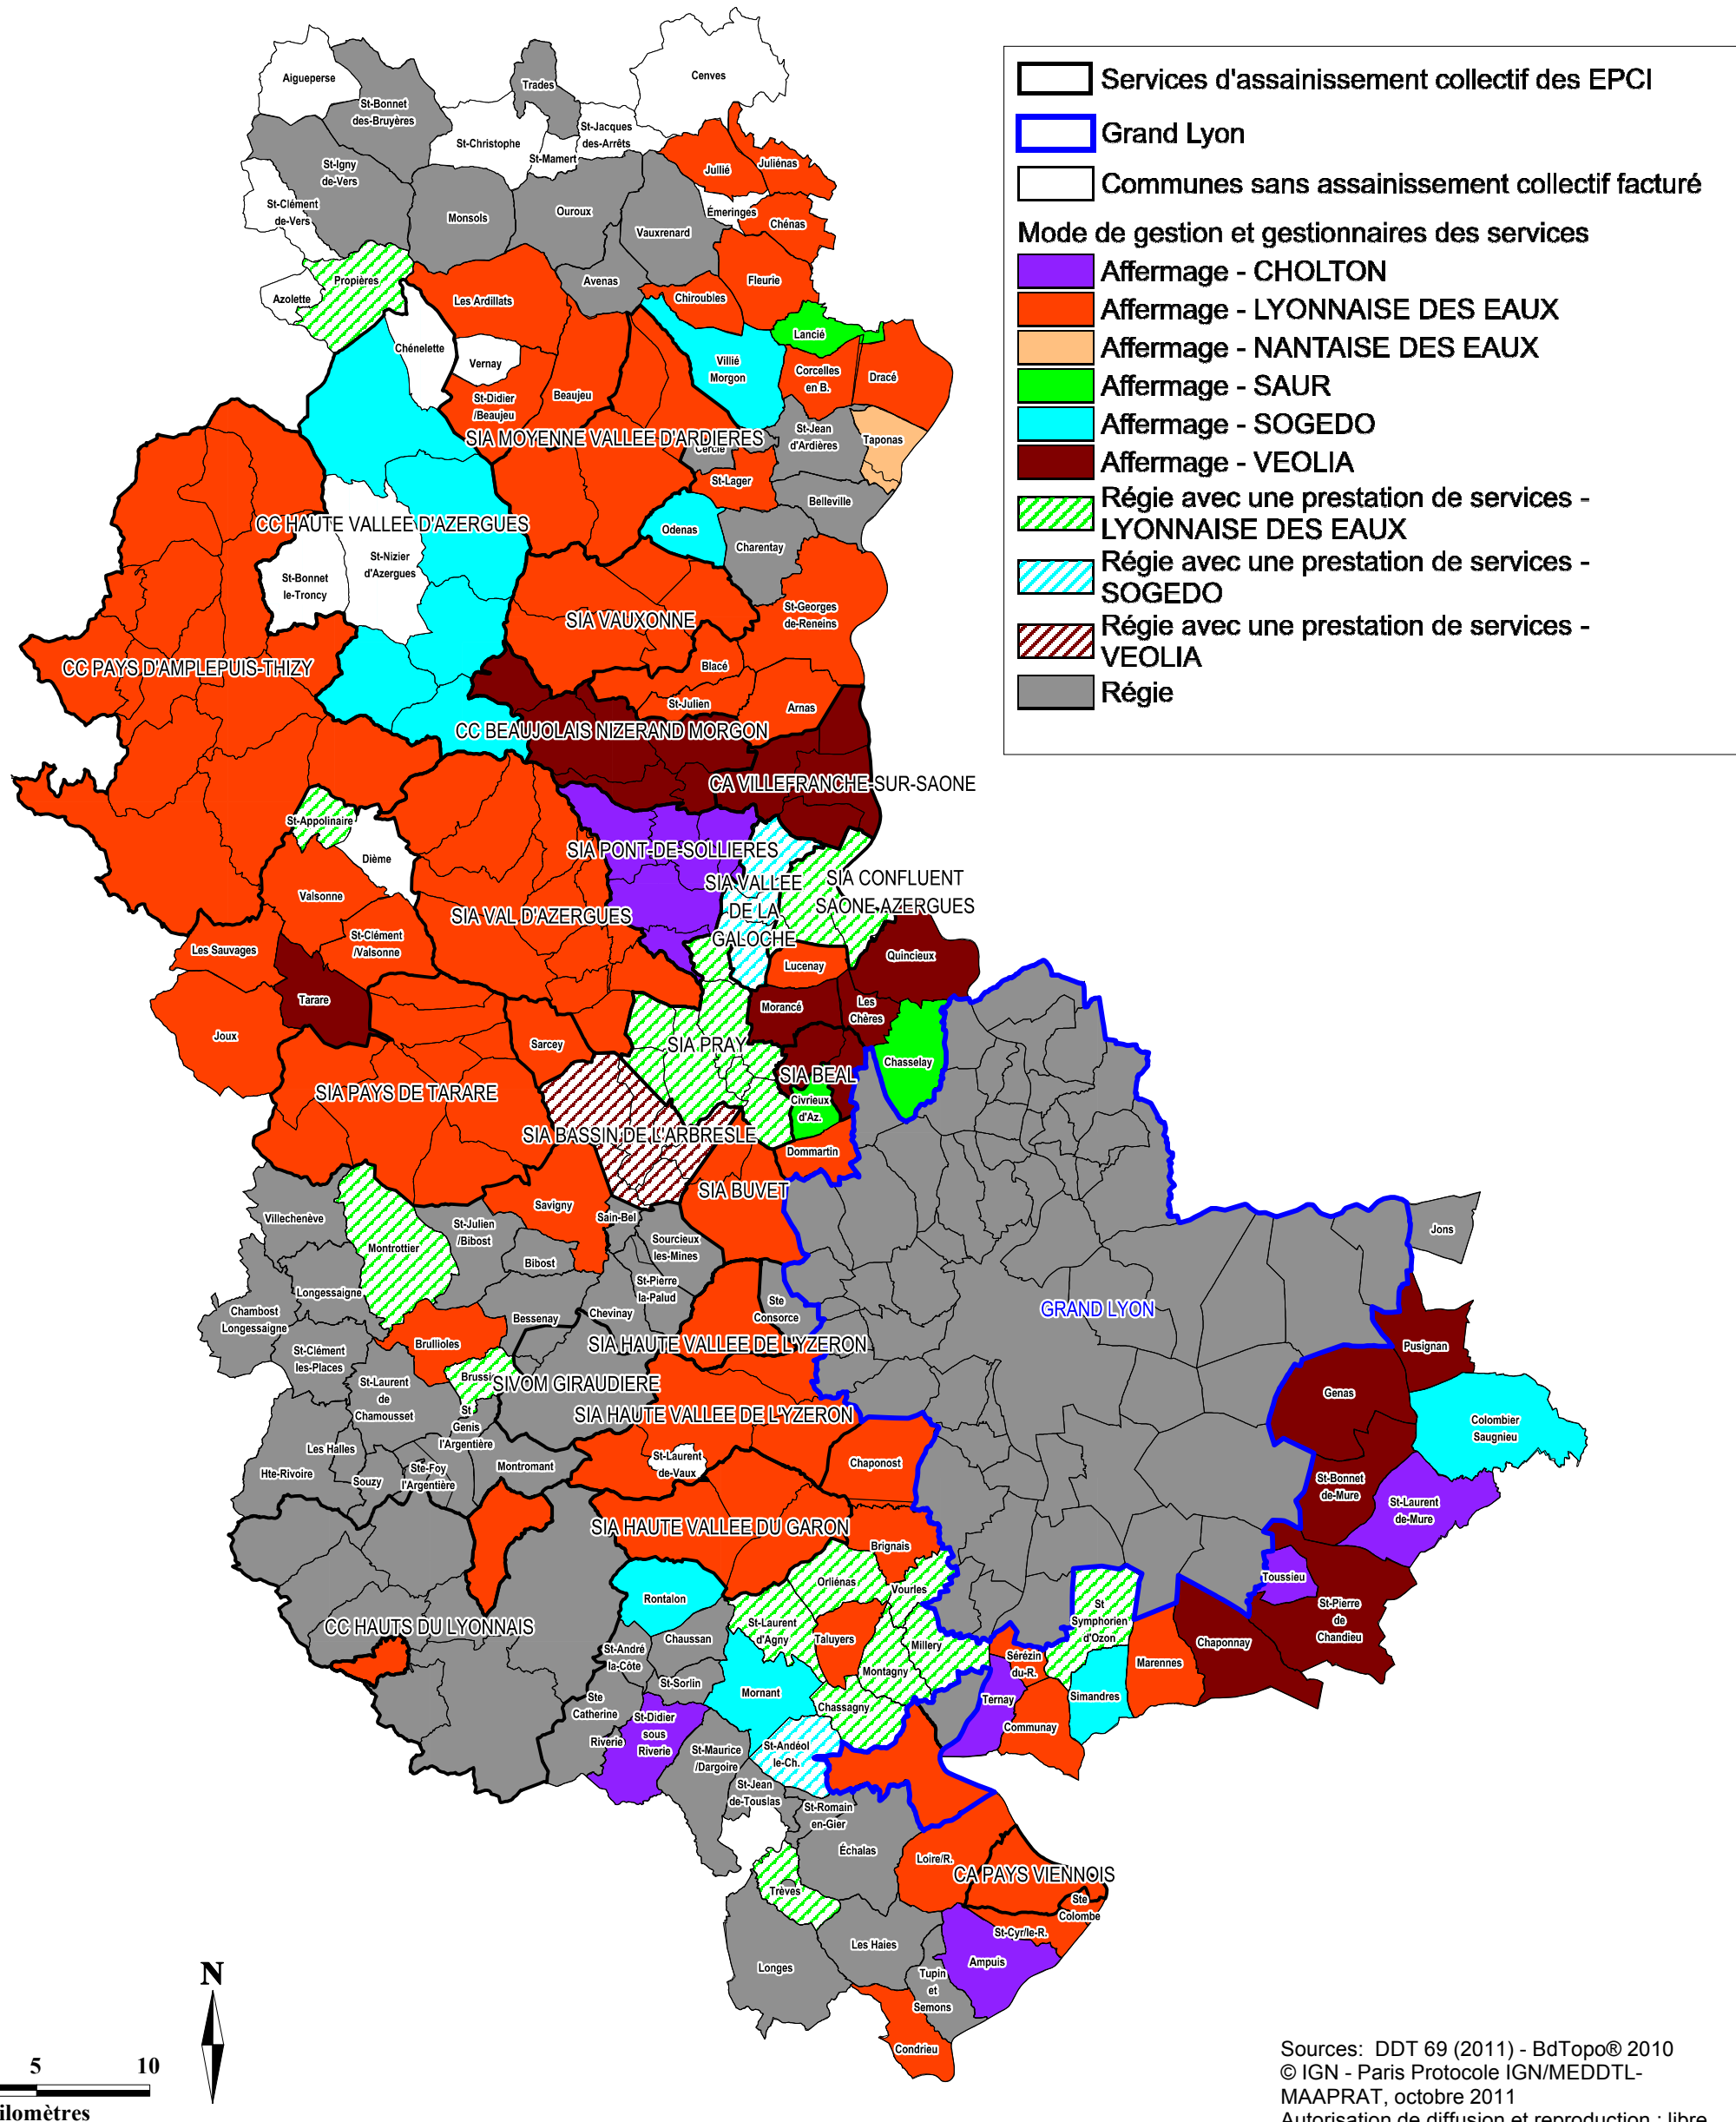 Services d'assainissement collectif des EPCI
Grand Lyon
Communes sans assainissement collectif facturé
Mode de gestion et gestionnaires des services
Affermage - CHOLTON
Affermage - LYONNAISE DES EAUX
Affermage - NANTAISE DES EAUX
Affermage - SAUR
Affermage - SOGEDO
Affermage - VEOLIA
Régie avec une prestation de services -
LYONNAISE DES EAUX
Régie avec une prestation de services -
SOGEDO
Régie avec une prestation de services -
VEOLIA
Régie
Aigueperse
St-Bonnet
des-Bruyères
Trades
Cenves
St-Christophe
St-Jacques
des-Arrêts
St-Mamert
St-Igny
de-Vers
Jullié
Juliénas
St-Clément
de-Vers
Monsols
Ouroux
Vauxrenard
Émeringes
Chénas
Propières
Azolette
Les Ardillats
Avenas
Chiroubles
Fleurie
Lancié
Chénelette
Vernay
Villié
Morgon
Corcelles
en B.
Dracé
St-Didier
/Beaujeu
Beaujeu
SIA MOYENNE VALLEE D'ARDIERES
Cercié
St-Jean
d'Ardières
Taponas
St-Lager
Belleville
CC HAUTE VALLEE D'AZERGUES
Odenas
Charentay
St-Nizier
d'Azergues
St-Bonnet
le-Troncy
SIA VAUXONNE
St-Georges
de-Reneins
CC PAYS D'AMPLEPUIS-THIZY
Blacé
St-Julien
Arnas
CC BEAUJOLAIS NIZERAND MORGON
CA VILLEFRANCHE-SUR-SAONE
St-Appolinaire
Dième
SIA PONT-DE-SOLLIERES
SIA VALLEE
DE LA
GALOCHE
SIA CONFLUENT
SAONE AZERGUES
Valsonne
SIA VAL D'AZERGUES
St-Clément
/Valsonne
Les Sauvages
Lucenay
Quincieux
Tarare
Morancé
Les
Chères
Joux
Sarcey
SIA PRAY
Chasselay
SIA BEAL
SIA PAYS DE TARARE
Civrieux
d'Az.
SIA BASSIN DE L'ARBRESLE
Dommartin
SIA BUVET
Savigny
Villechenève
Montrottier
St-Julien
/Bibost
Sain-Bel
Sourcieux
les-Mines
Jons
Bibost
Longessaigne
St-Pierre
la-Palud
Chambost
Longessaigne
Bessenay
Chevinay
Ste
Consorce
GRAND LYON
Brullioles
SIA HAUTE VALLEE DE L'YZERON
St-Clément
les-Places
Pusignan
St-Laurent
de
Chamousset
SIVOM GIRAUDIERE
Genas
St
Genis
l'Argentière
SIA HAUTE VALLEE DE L'YZERON
Colombier
Saugnieu
Les Halles
Hte-Rivoire
Souzy
Ste-Foy
l'Argentière
Montromant
St-Laurent
de-Vaux
Chaponost
St-Bonnet
de-Mure
St-Laurent
de-Mure
SIA HAUTE VALLEE DU GARON
Brignais
Orliénas
Vourles
Toussieu
Rontalon
St-Laurent
d'Agny
Taluyers
Millery
St
Symphorien
d'Ozon
St-Pierre
de
Chandieu
CC HAUTS DU LYONNAIS
Chaussan
St-André
la-Côte
Chaponnay
Sérézin
du-R.
Marennes
Montagny
St-Sorlin
Mornant
Chassagny
Ternay
Simandres
Communay
Ste
Catherine
St-Didier
sous
Riverie
Riverie
St-Maurice
/Dargoire
St-Andéol
le-Ch.
St-Jean
de-Touslas
St-Romain
en-Gier
Échalas
Loire/R.
CA PAYS VIENNOIS
Trèves
Ste
Colombe
St-Cyr/le-R.
Les Haies
Ampuis
Longes
Tupin
et
Semons
Condrieu
N
5 10
ilomètres
Sources: DDT 69 (2011) - BdTopo® 2010
© IGN - Paris Protocole IGN/MEDDTL-
MAAPRAT, octobre 2011
Autorisation de diffusion et reproduction : libre